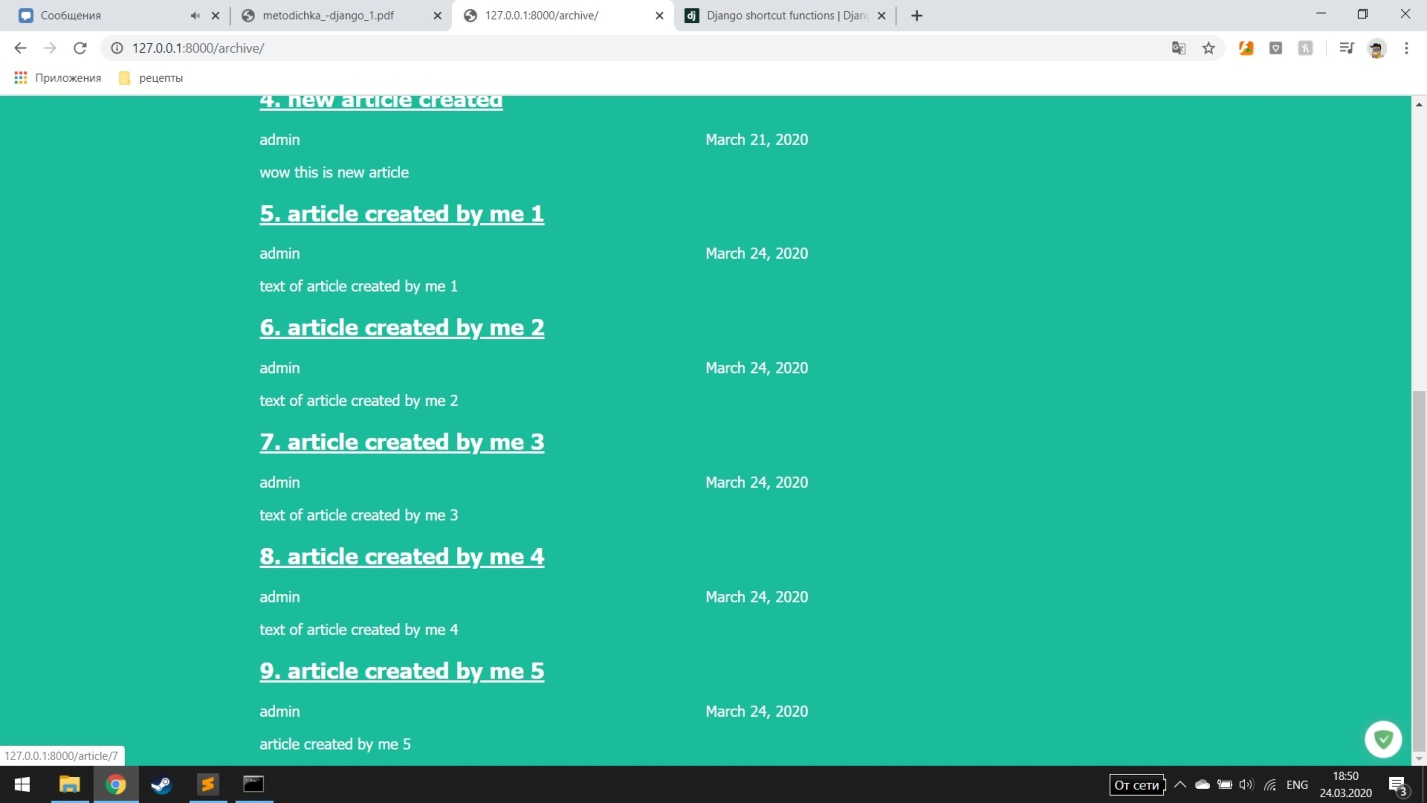 Сообщения
metodichka_-django_1.pdf
127.0.0.1:8000/archive/
Django shortcut functions | Djan
127.0.0.1:8000/archive/
Приложения
рецепты
4. new article created
admin March 21, 2020
wow this is new article
5. article created by me 1
admin March 24, 2020
text of article created by me 1
6. article created by me 2
admin March 24, 2020
text of article created by me 2
7. article created by me 3
admin March 24, 2020
text of article created by me 3
8. article created by me 4
admin March 24, 2020
text of article created by me 4
9. article created by me 5
admin March 24, 2020
article created by me 5
127.0.0.1:8000/article/7
От сети
ENG
18:50
24.03.2020
3